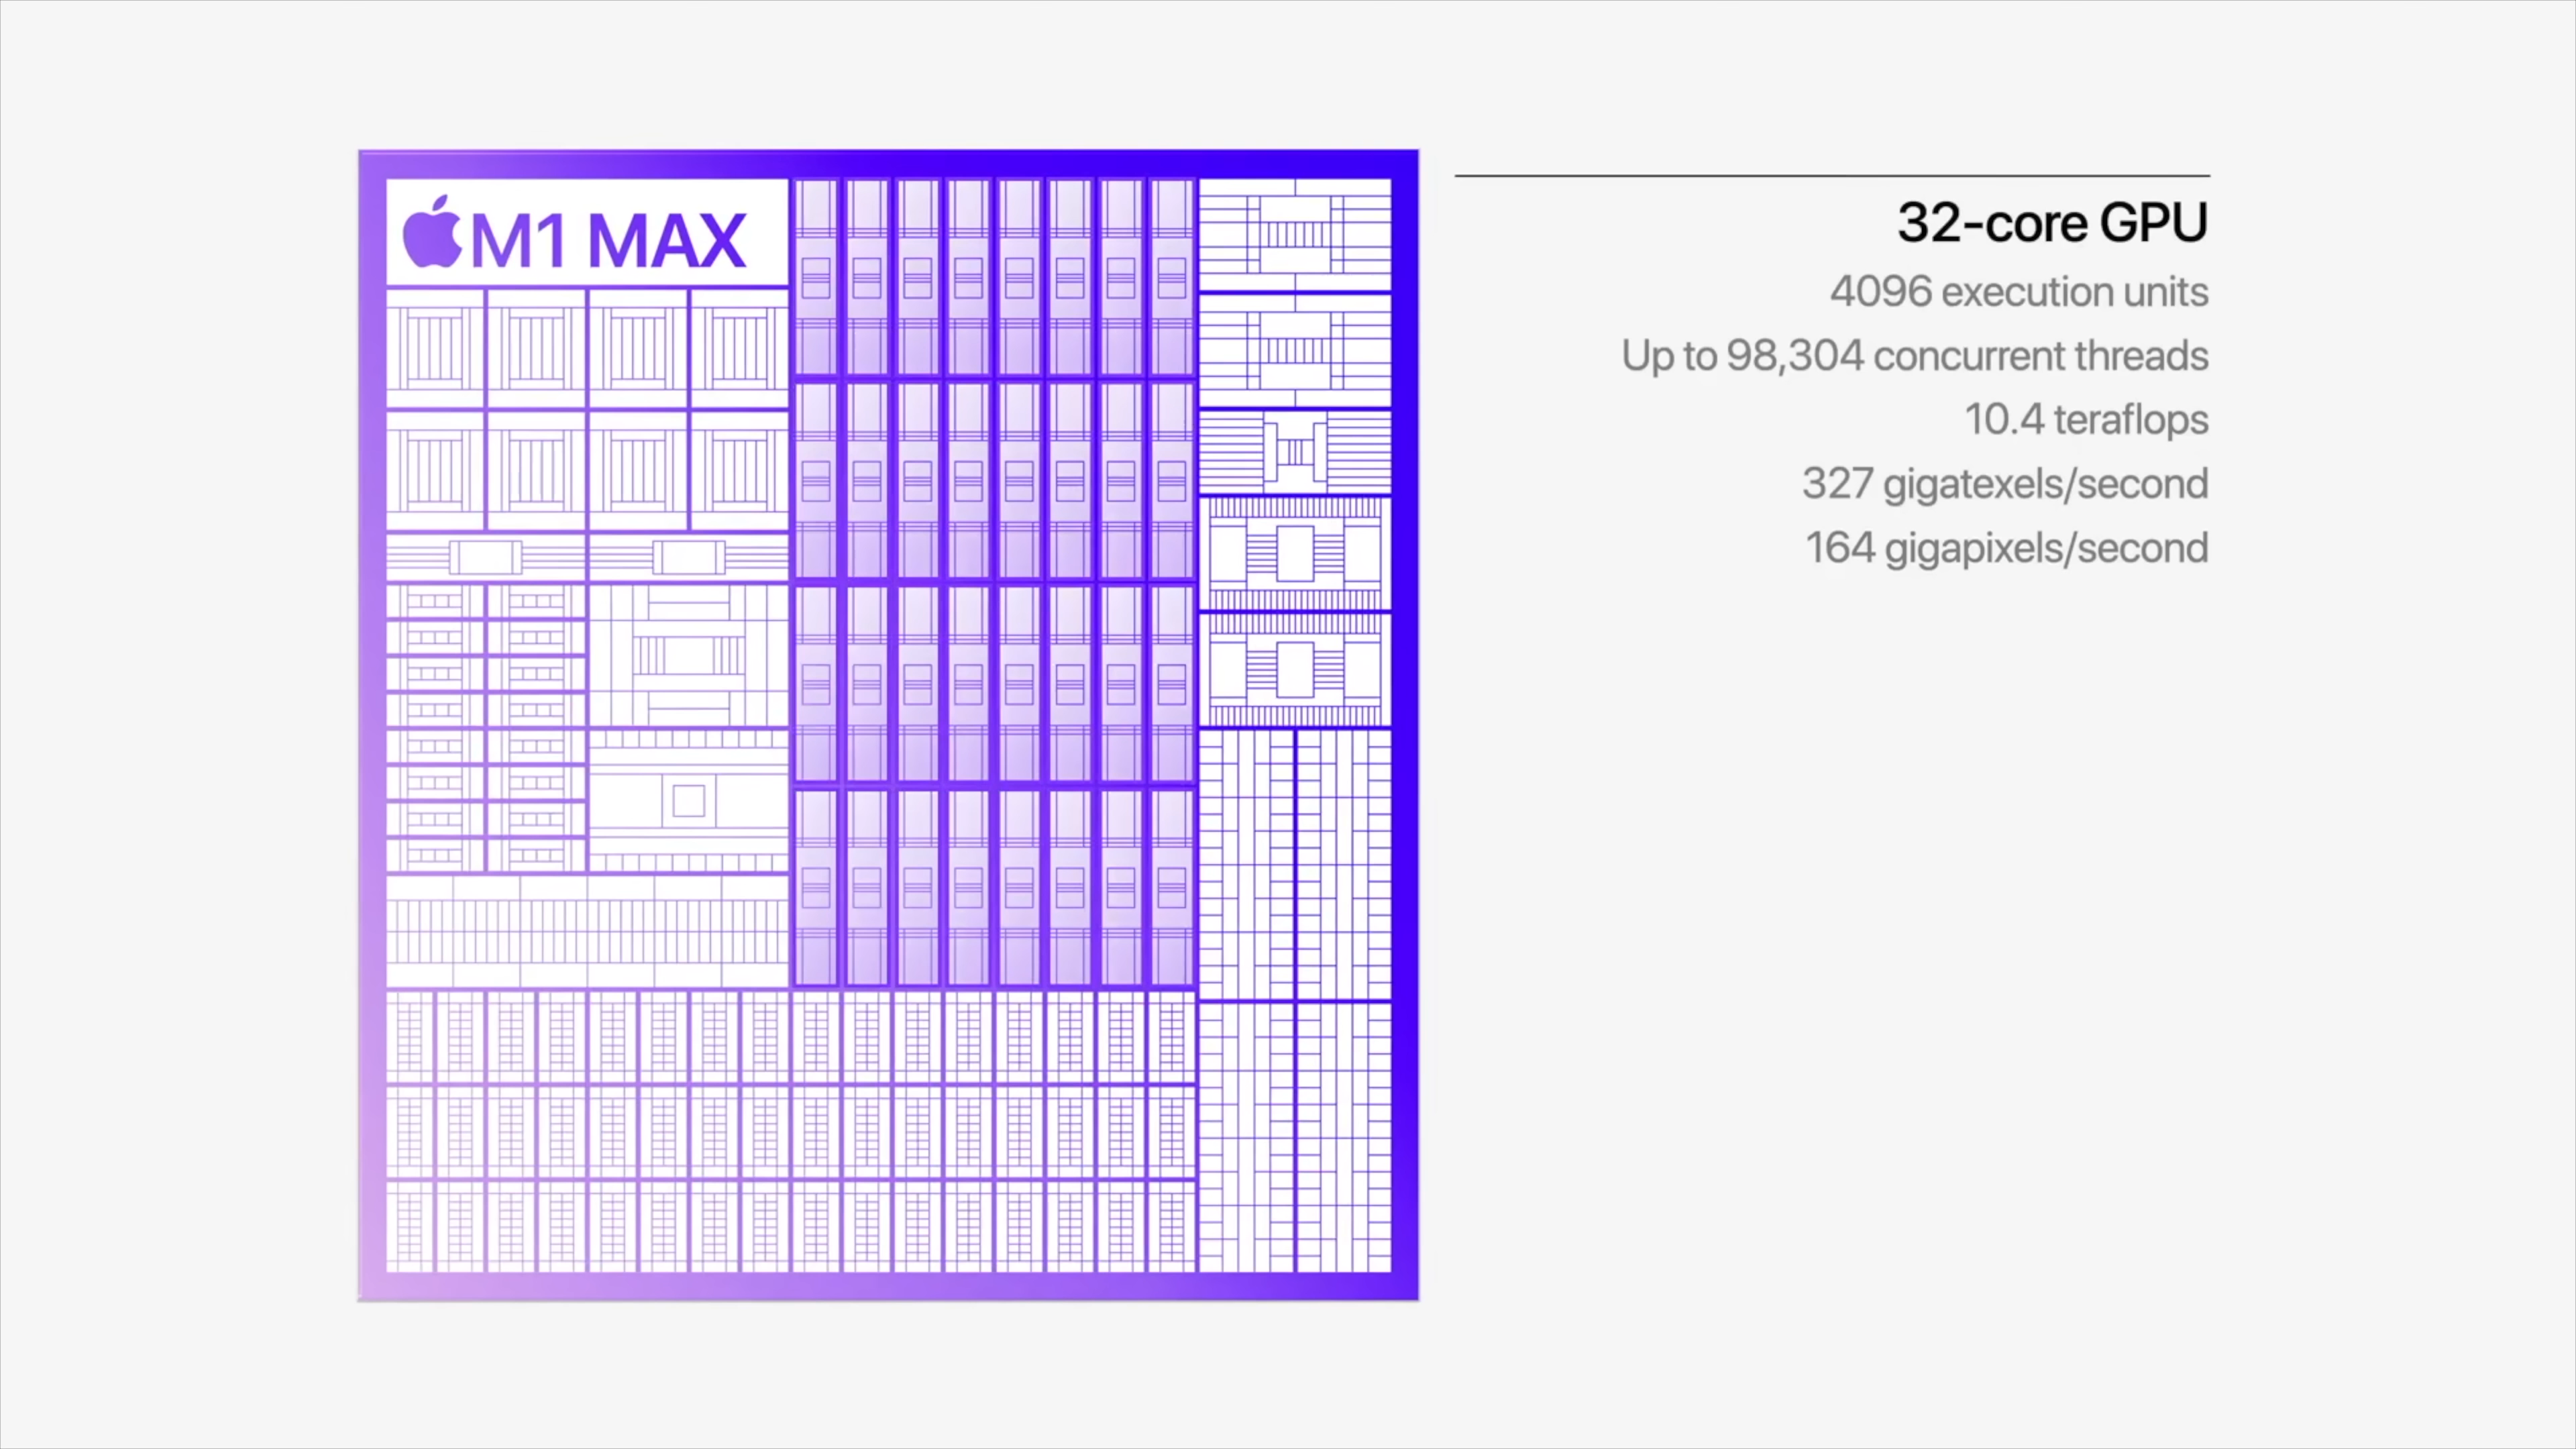 M1 MAX
32-core GPU
4096 execution units
Up to 98,304 concurrent threads
10.4 teraflops
327 gigatexels/second
164 gigapixels/second